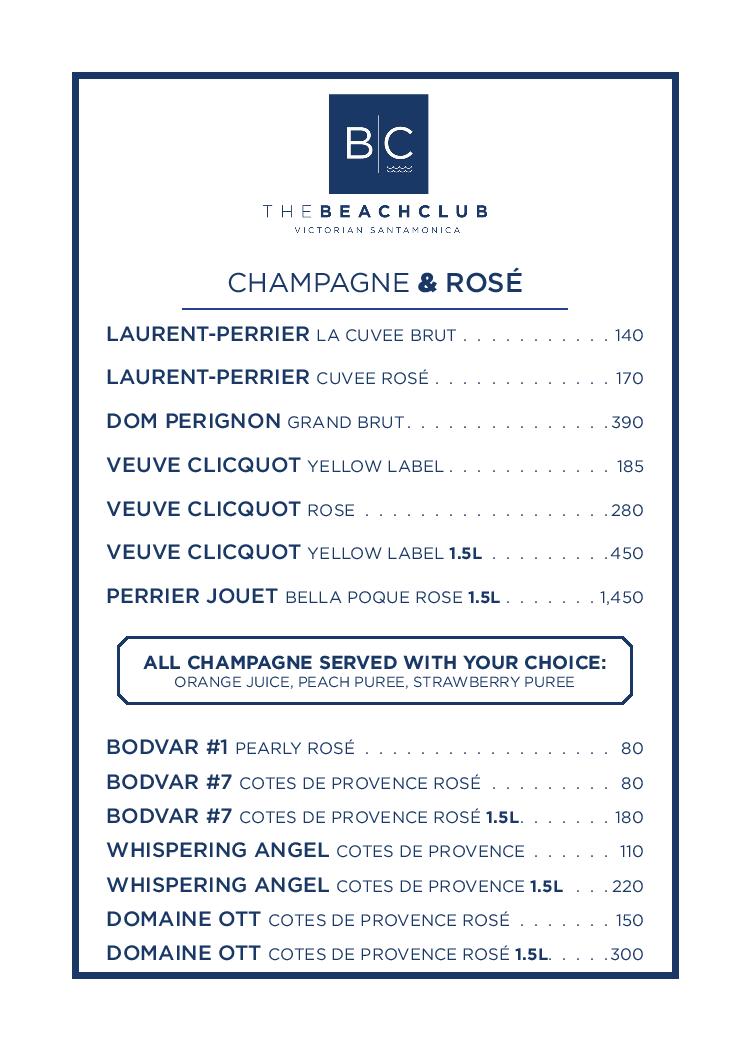 B|C
THEBEACHCLUB
VICTORIAN SANTAMONICA
CHAMPAGNE & ROSÉ
LAURENT-PERRIER LA CUVEE BRUT . . . . . . . . . . . 140
LAURENT-PERRIER CUVEE ROSÉ . . . . . . . . . . . . . 170
DOM PERIGNON GRAND BRUT. . . . . . . . . . . . . . .390
VEUVE CLICQUOT YELLOW LABEL . . . . . . . . . . . . 185
VEUVE CLICQUOT ROSE . . . . . . . . . . . . . . . . . .280
VEUVE CLICQUOT YELLOW LABEL 1.5L . . . . . . . . .450
PERRIER JOUET BELLA POQUE ROSE 1.5L . . . . . . . 1,450
ALL CHAMPAGNE SERVED WITH YOUR CHOICE:
ORANGE JUICE, PEACH PUREE, STRAWBERRY PUREE
BODVAR #1 PEARLY ROSÉ . . . . . . . . . . . . . . . . . . 80
BODVAR #7 COTES DE PROVENCE ROSÉ . . . . . . . . . 80
BODVAR #7 COTES DE PROVENCE ROSÉ 1.5L. . . . . . . 180
WHISPERING ANGEL COTES DE PROVENCE . . . . . . 110
WHISPERING ANGEL COTES DE PROVENCE 1.5L . . .220
DOMAINE OTT COTES DE PROVENCE ROSÉ . . . . . . . 150
DOMAINE OTT COTES DE PROVENCE ROSÉ 1.5L. . . . .300